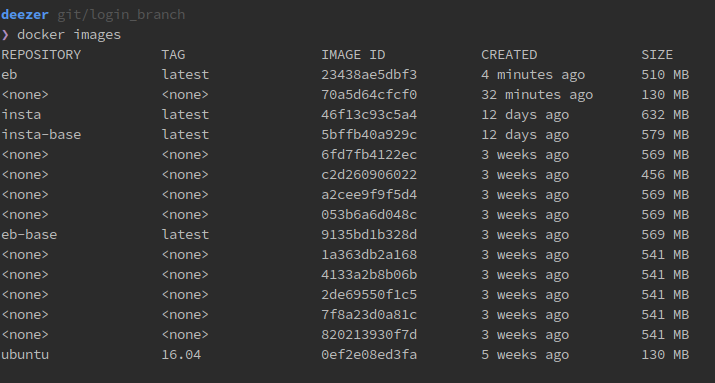 deezer git/login_branch
❯ docker images
REPOSITORY TAG IMAGE ID CREATED SIZE
eb latest 23438ae5dbf3 4 minutes ago 510 MB
<none> <none> 70a5d64cfcf0 32 minutes ago 130 MB
insta latest 46f13c93c5a4 12 days ago 632 MB
insta-base latest 5bffb40a929c 12 days ago 579 MB
<none> <none> 6fd7fb4122ec 3 weeks ago 569 MB
<none> <none> c2d260906022 3 weeks ago 456 MB
<none> <none> a2cee9f9f5d4 3 weeks ago 569 MB
<none> <none> 053b6a6d048c 3 weeks ago 569 MB
eb-base latest 9135bd1b328d 3 weeks ago 569 MB
<none> <none> 1a363db2a168 3 weeks ago 541 MB
<none> <none> 4133a2b8b06b 3 weeks ago 541 MB
<none> <none> 2de69550f1c5 3 weeks ago 541 MB
<none> <none> 7f8a23d0a81c 3 weeks ago 541 MB
<none> <none> 820213930f7d 3 weeks ago 541 MB
ubuntu 16.04 0ef2e08ed3fa 5 weeks ago 130 MB